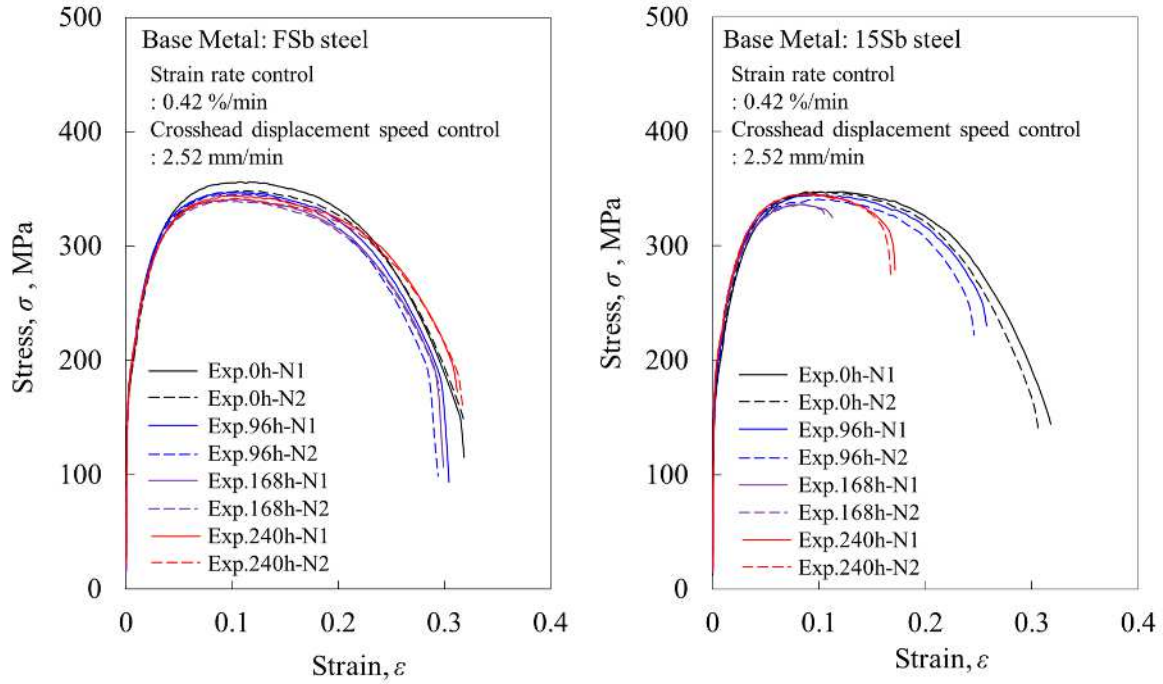 500
400
300
200
100
0
Stress, σ, MPa
Base Metal: FSb steel
Strain rate control
: 0.42 %/min
Crosshead displacement speed control
: 2.52 mm/min
Exp.0h-N1
Exp.0h-N2
Exp.96h-N1
Exp.96h-N2
Exp.168h-N1
Exp.168h-N2
Exp.240h-N1
Exp.240h-N2
0 0.1 0.2 0.3 0.4
Strain, ε
500
400
300
200
100
0
Stress, σ, MPa
Base Metal: 15Sb steel
Strain rate control
: 0.42 %/min
Crosshead displacement speed control
: 2.52 mm/min
Exp.0h-N1
Exp.0h-N2
Exp.96h-N1
Exp.96h-N2
Exp.168h-N1
Exp.168h-N2
Exp.240h-N1
Exp.240h-N2
0 0.1 0.2 0.3 0.4
Strain, ε